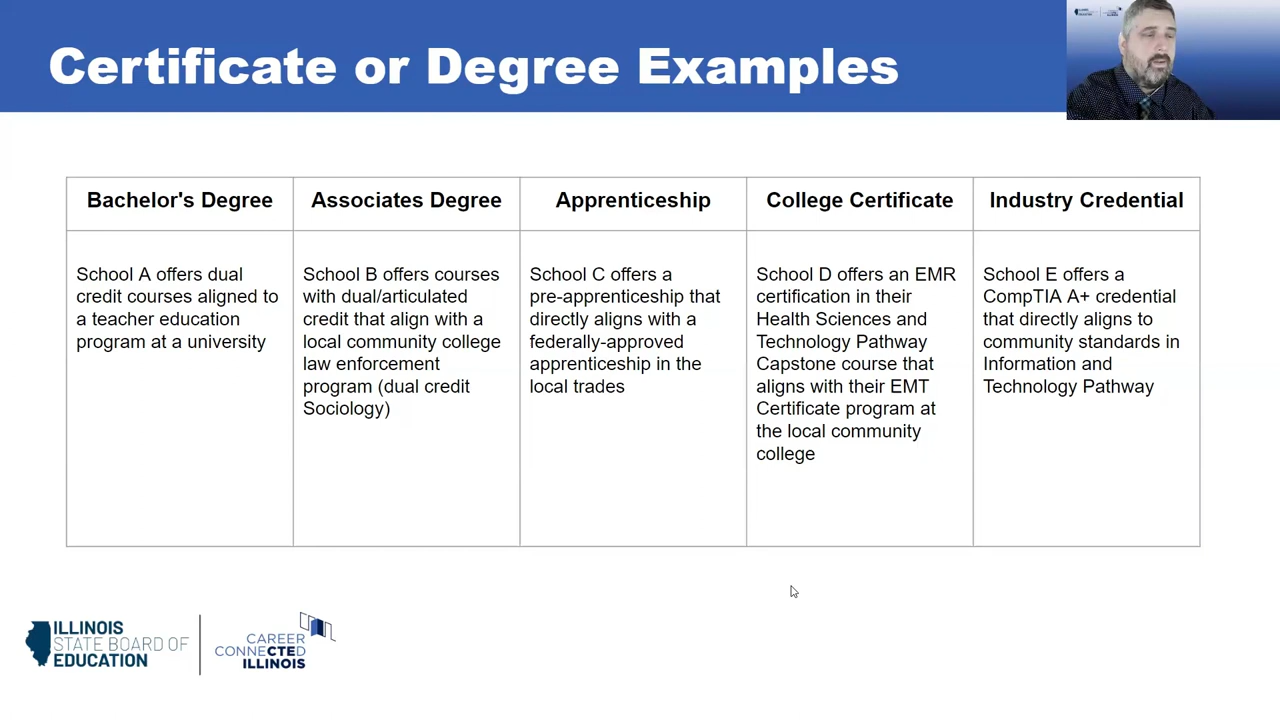 Certificate or Degree Examples
Bachelor's Degree
Associates Degree
Apprenticeship
College Certificate
Industry Credential
School A offers dual
credit courses aligned to
a teacher education
program at a university
School B offers courses
with dual/articulated
credit that align with a
local community college
law enforcement
program (dual credit
Sociology)
School C offers a
pre-apprenticeship that
directly aligns with a
federally-approved
apprenticeship in the
local trades
School D offers an EMR
certification in their
Health Sciences and
Technology Pathway
Capstone course that
aligns with their EMT
Certificate program at
the local community
college
School E offers a
CompTIA A+ credential
that directly aligns to
community standards in
Information and
Technology Pathway
ILLINOIS
STATE BOARD OF
EDUCATION
CAREER
CONNECTED
ILLINOIS